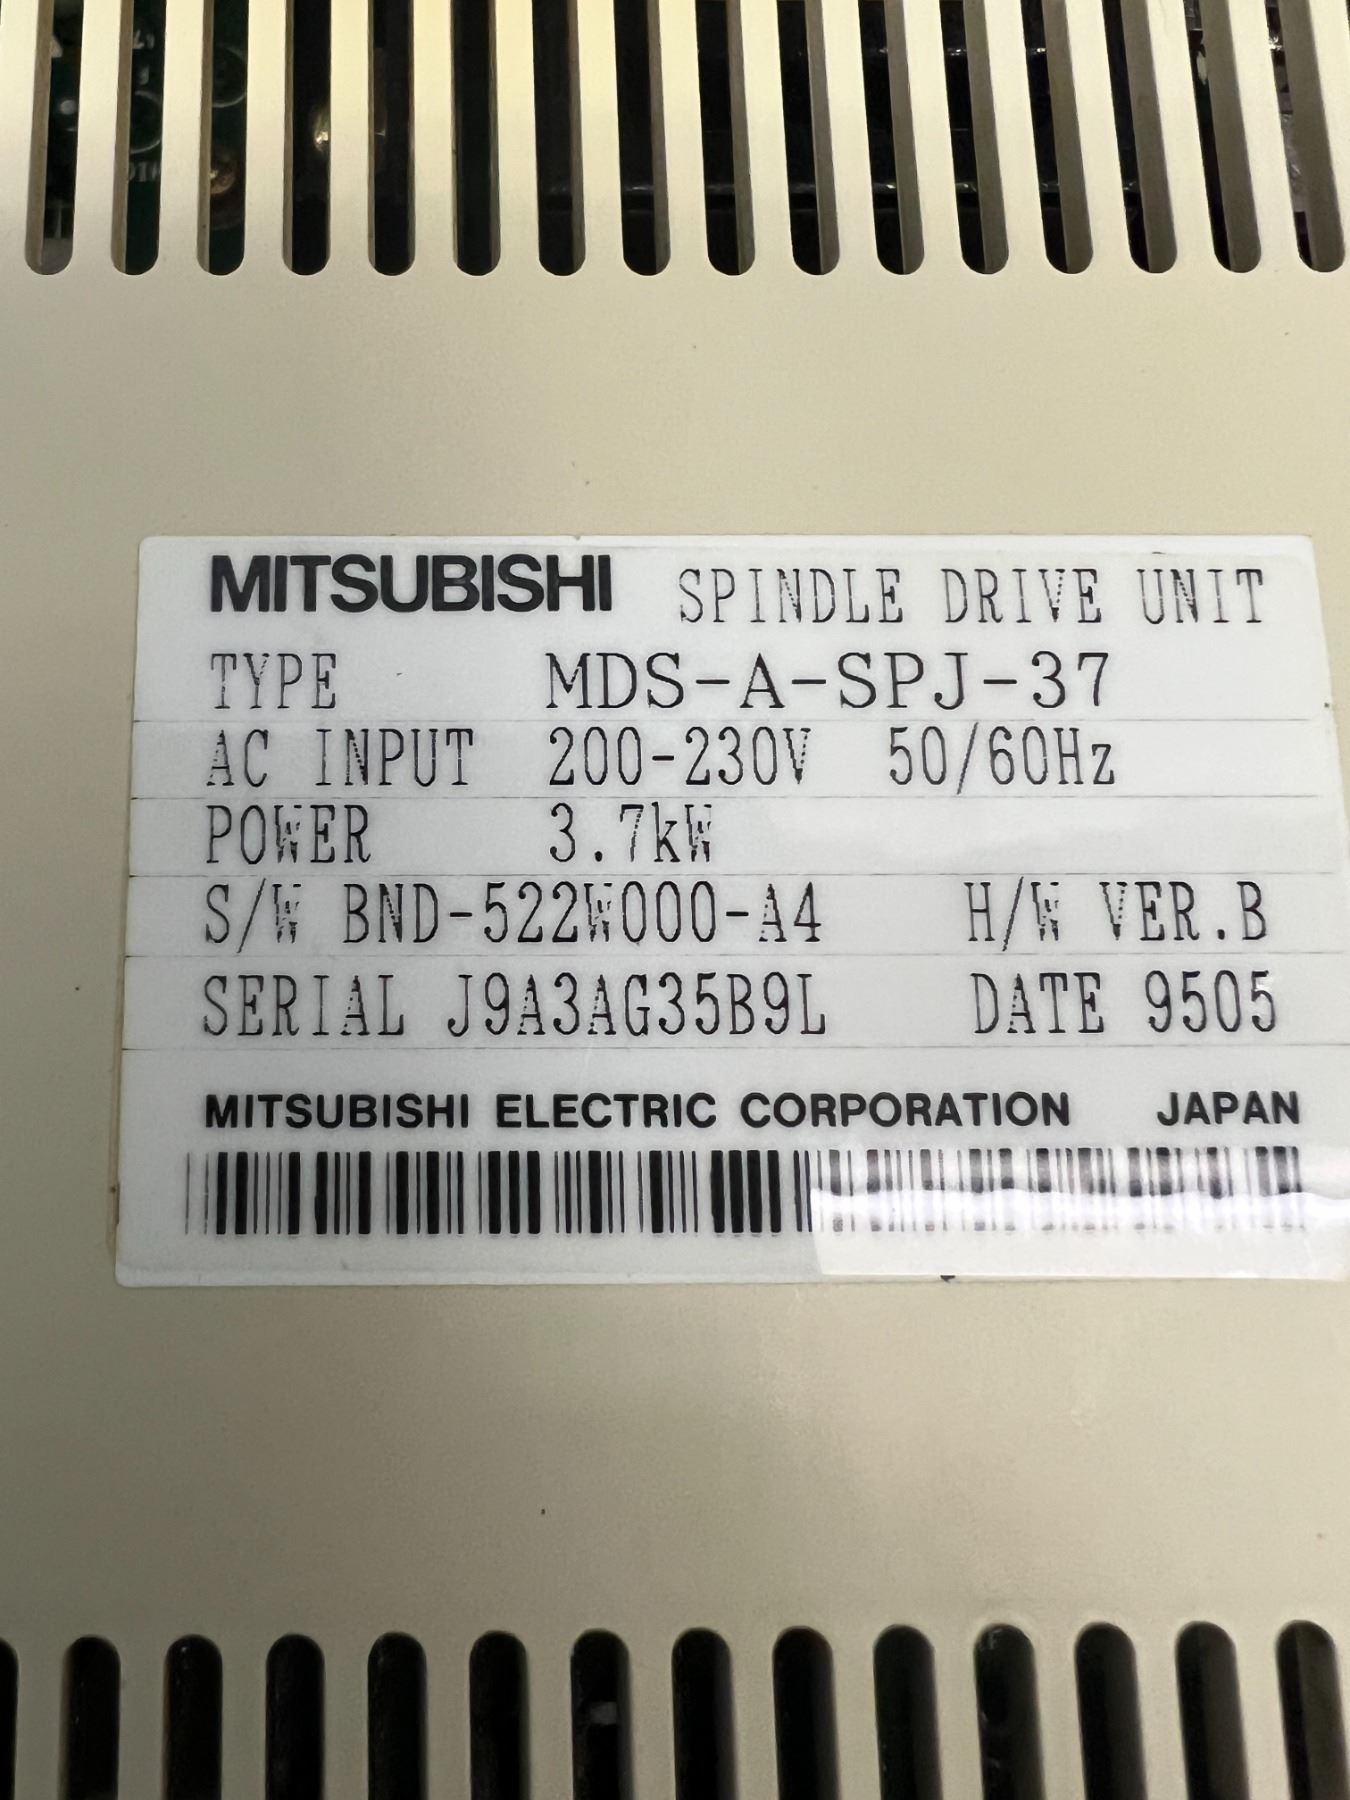 MITSUBISHI SPINDLE DRIVE UNIT
TYPE MDS-A-SPJ-37
AC INPUT 200-230V 50/60Hz
POWER 3.7kW
S/W BND-522W000-A4 H/W VER.B
SERIAL J9A3AG35B9L DATE 9505
MITSUBISHI ELECTRIC CORPORATION JAPAN